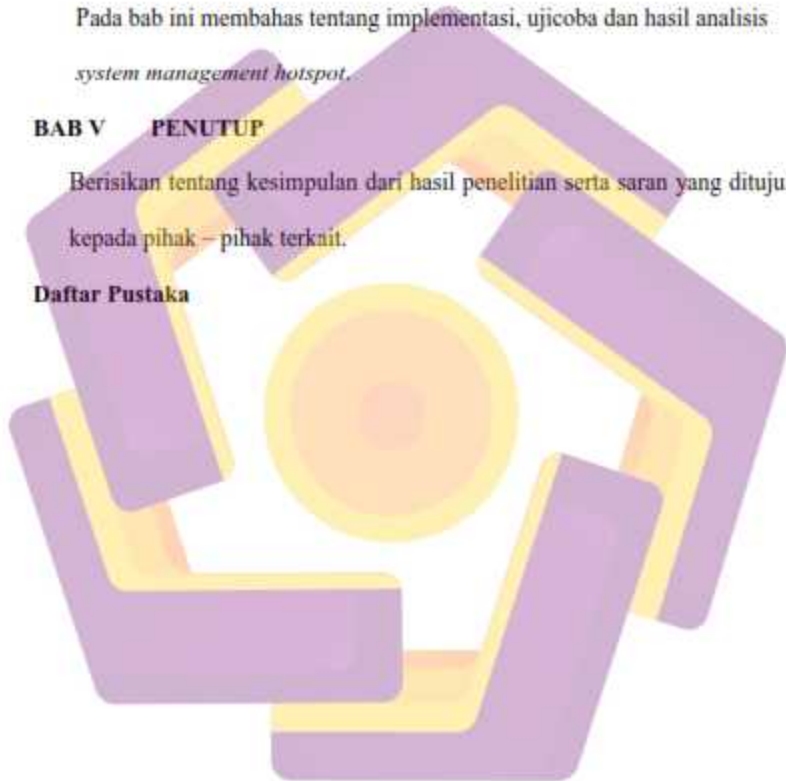 Pada bab ini membahas tentang implementasi, ujicoba dan hasil analisis
system management hotspot.
BAB V PENUTUP
Berisikan tentang kesimpulan dari hasil penelitian serta saran yang dituju
kepada pihak – pihak terkait.
Daftar Pustaka